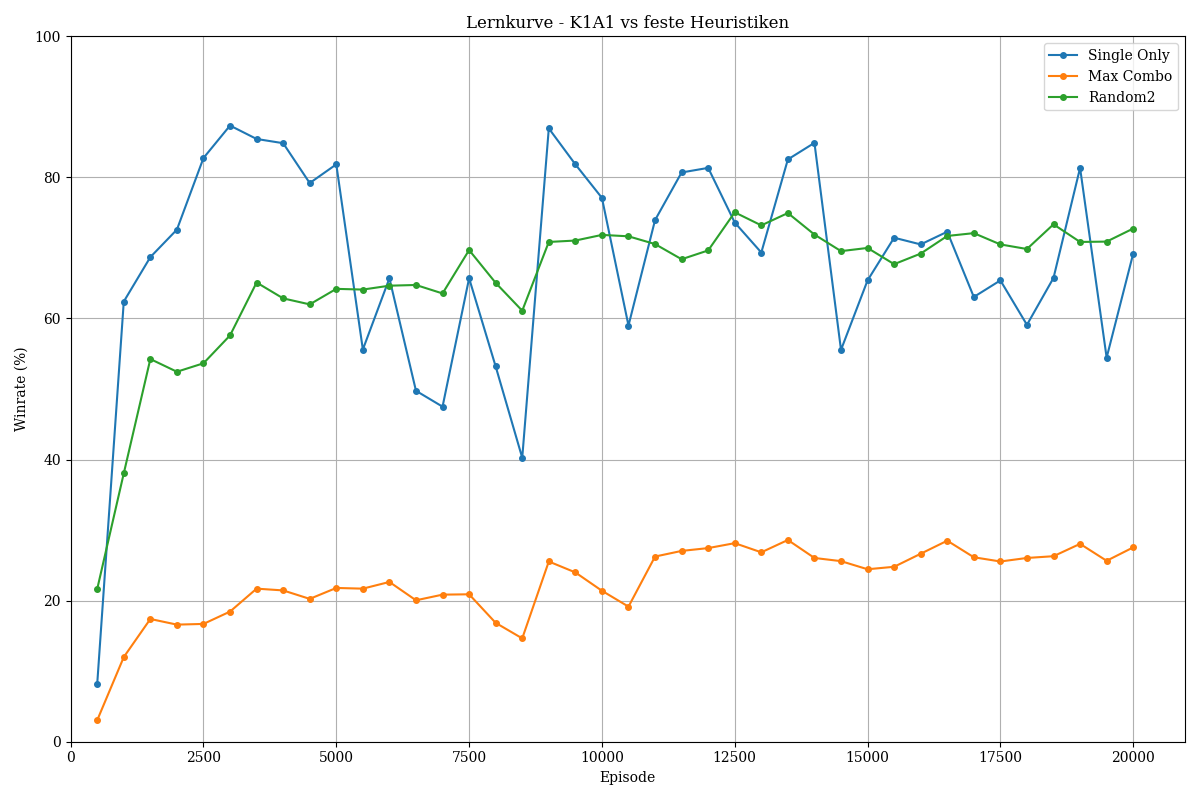 Lernkurve - K1A1 vs feste Heuristiken
Single Only
Max Combo
Random2
Winrate (%)
100
80
60
40
20
0
0 2500 5000 7500 10000 12500 15000 17500 20000
Episode